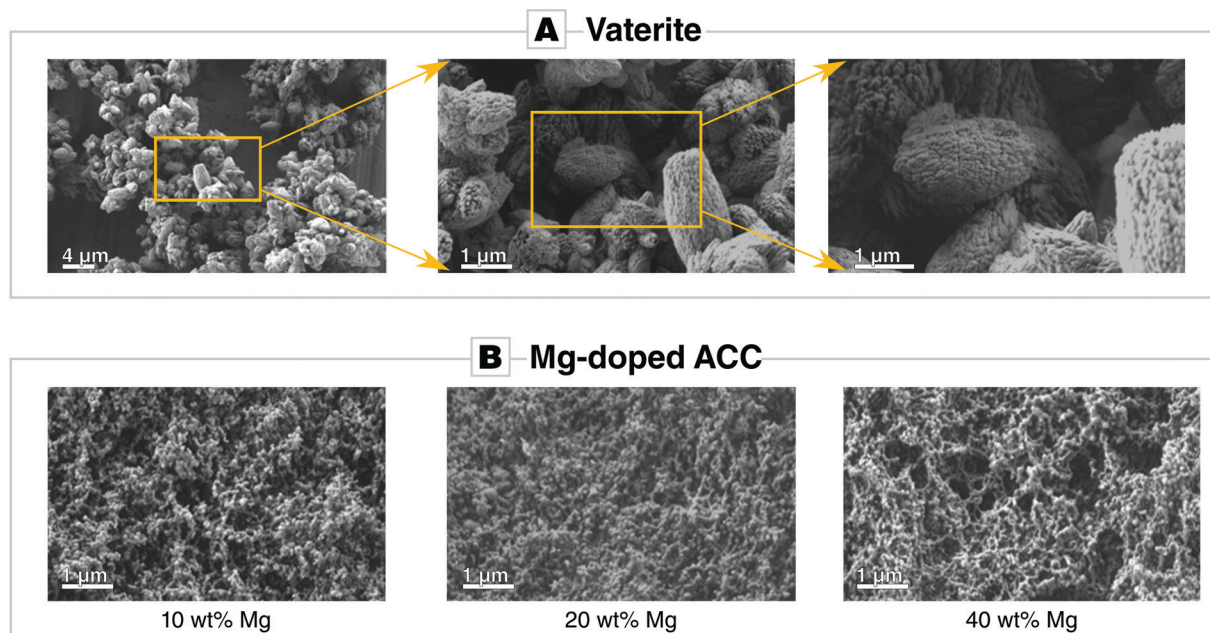 A Vaterite
4 μm
1 μm
1 μm
B Mg-doped ACC
1 μm
1 μm
1 μm
10 wt% Mg
20 wt% Mg
40 wt% Mg